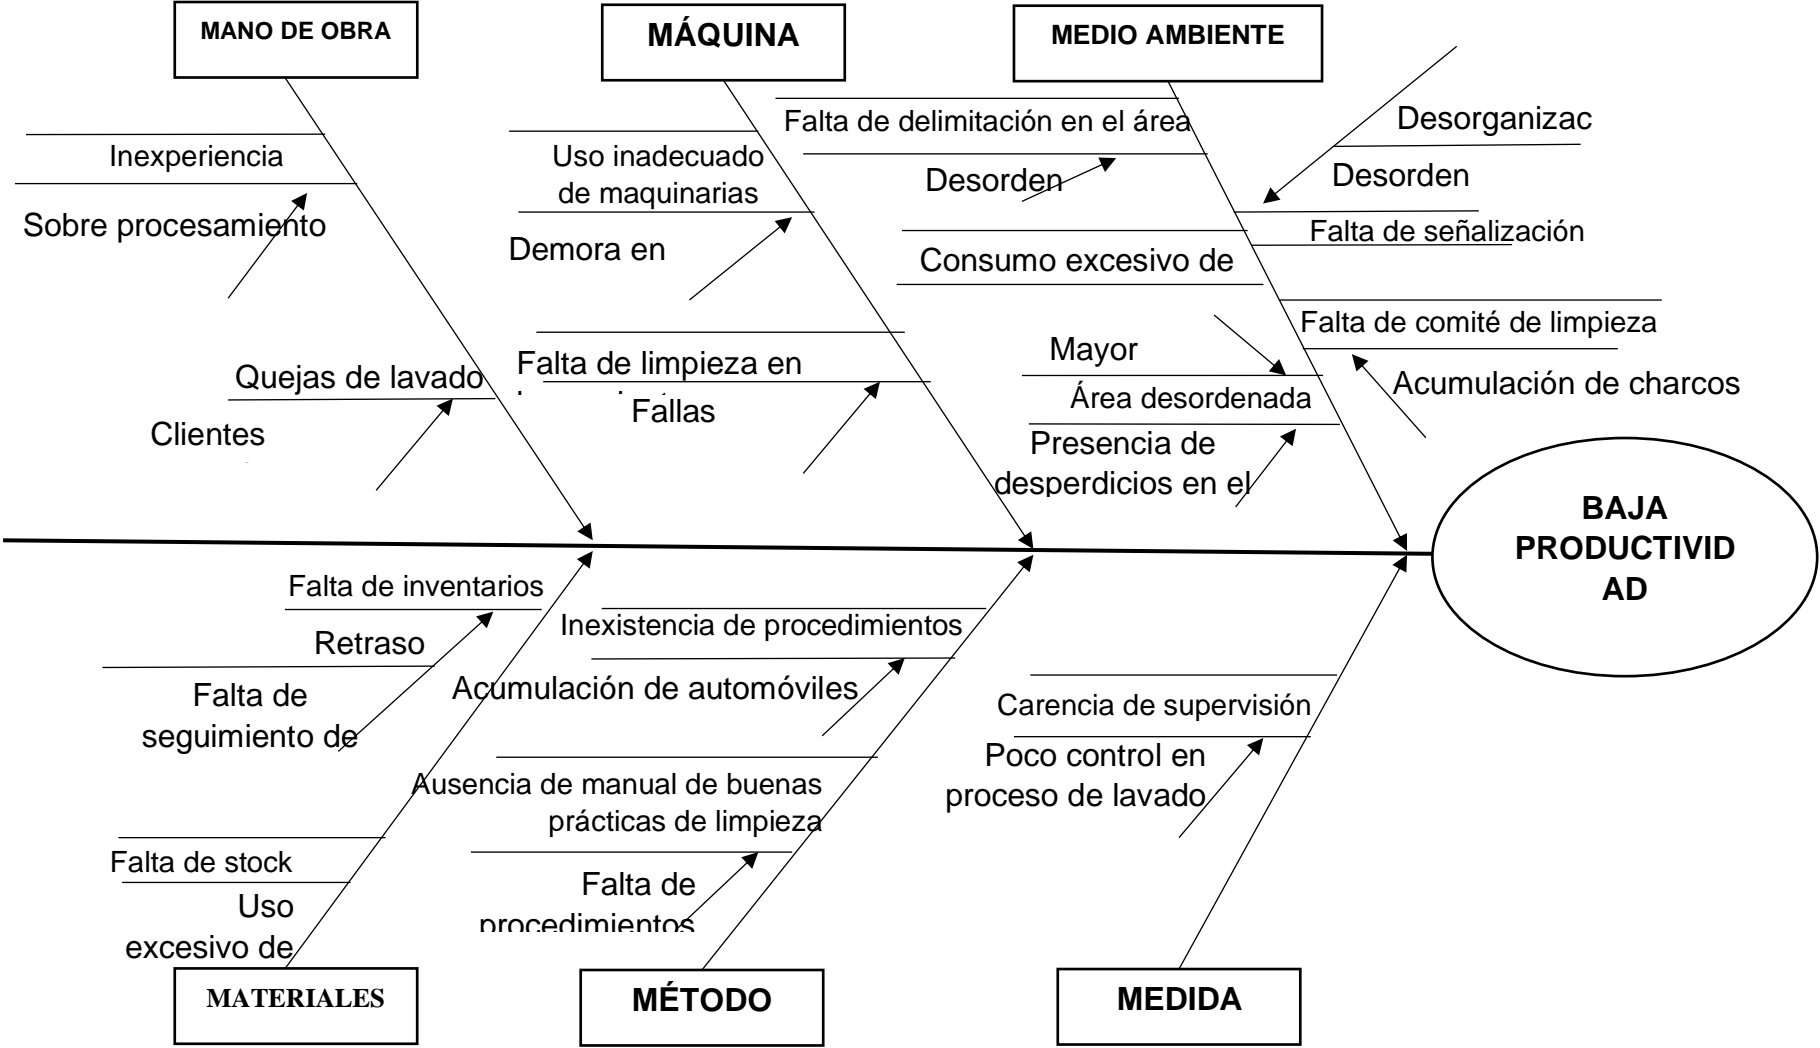 MANO DE OBRA
MÁQUINA
MEDIO AMBIENTE
Inexperiencia
Sobre procesamiento
Quejas de lavado
Clientes
Uso inadecuado
de maquinarias
Demora en
Falta de limpieza en
Fallas
Falta de delimitación en el área
Desorden
Consumo excesivo de
Mayor
Área desordenada
Presencia de
desperdicios en el
Desorganizac
Desorden
Falta de señalización
Falta de comité de limpieza
Acumulación de charcos
BAJA
PRODUCTIVID
AD
Falta de inventarios
Retraso
Falta de
seguimiento de
Falta de stock
Uso
excesivo de
Inexistencia de procedimientos
Acumulación de automóviles
Ausencia de manual de buenas
prácticas de limpieza
Falta de
procedimientos
Carencia de supervisión
Poco control en
proceso de lavado
MATERIALES
MÉTODO
MEDIDA